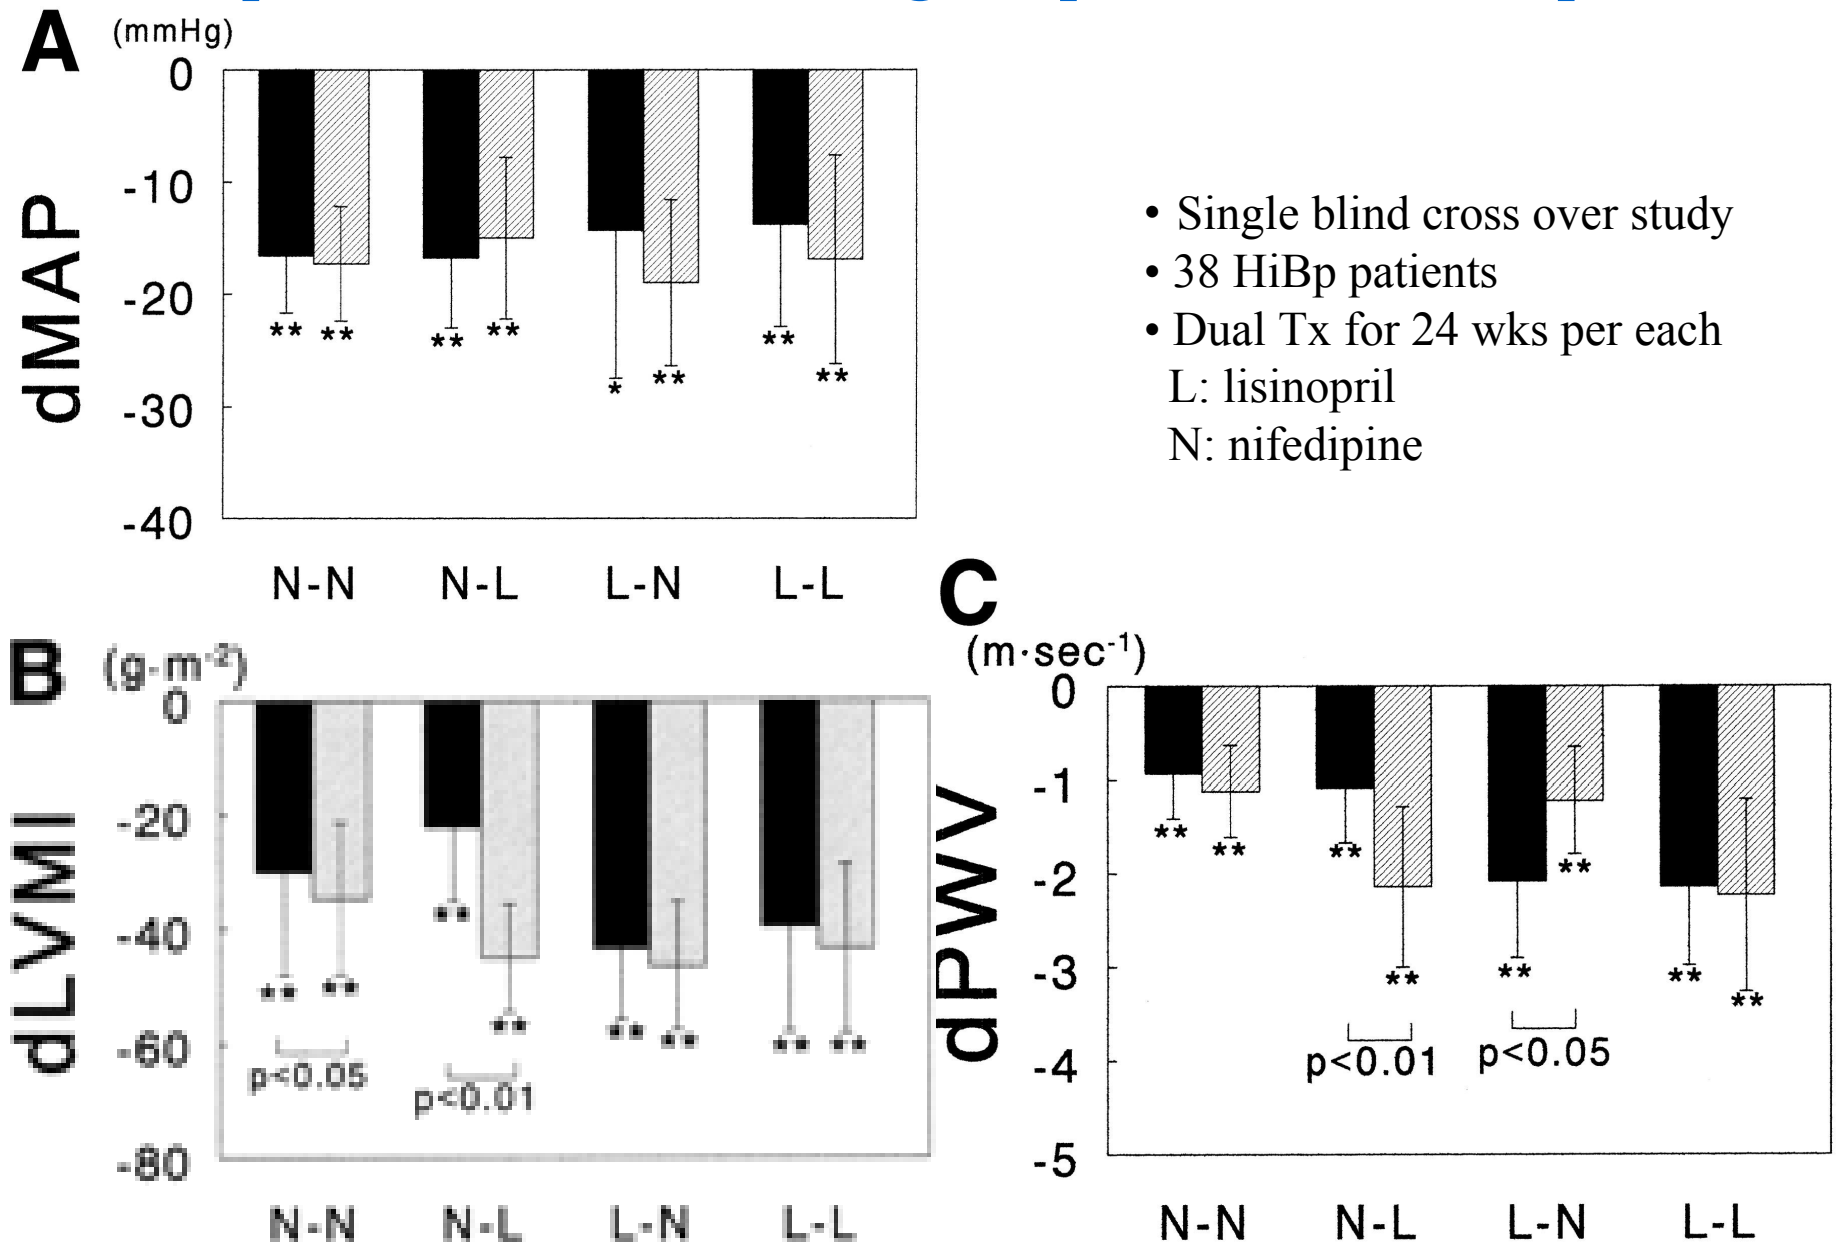 A (mmHg)
0
-10
-20
-30
-40
dMAP
** ** ** ** * ** ** **
N-N N-L L-N L-L
• Single blind cross over study
• 38 HiBp patients
• Dual Tx for 24 wks per each
L: lisinopril
N: nifedipine
B (g·m⁻²)
0
-20
-40
-60
-80
dLVMI
** ** ** ** ** ** ** **
p<0.05 p<0.01
N-N N-L L-N L-L
C
(m·sec⁻¹)
0
-1
-2
-3
-4
-5
dPWV
** ** ** ** ** ** ** **
p<0.01 p<0.05
N-N N-L L-N L-L